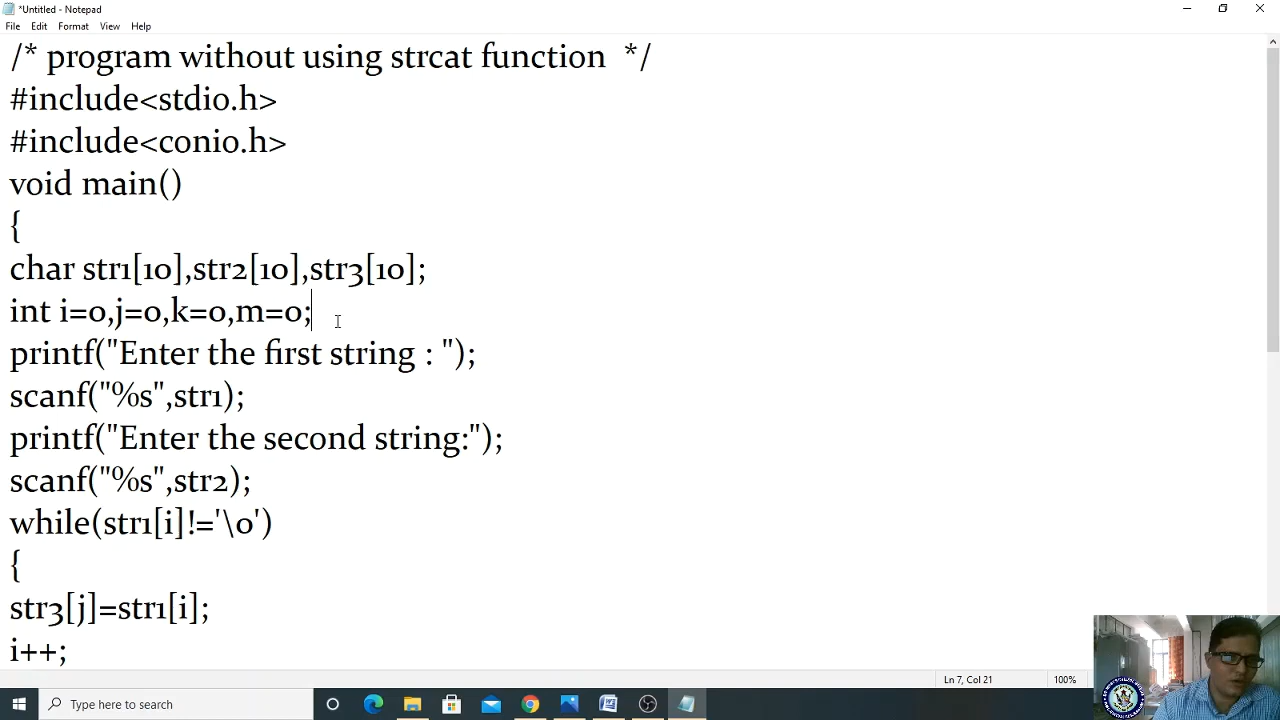 *Untitled - Notepad
File Edit Format View Help
/* program without using strcat function */
#include<stdio.h>
#include<conio.h>
void main()
{
char str1[10],str2[10],str3[10];
int i=0,j=0,k=0,m=0;
printf("Enter the first string : ");
scanf("%s",str1);
printf("Enter the second string:");
scanf("%s",str2);
while(str1[i]!='\0')
{
str3[j]=str1[i];
i++;
Ln 7, Col 21 100%
Type here to search